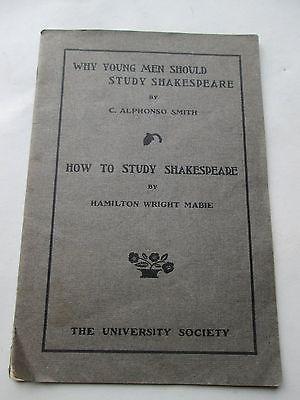 WHY YOUNG MEN SHOULD
STUDY SHAKESPEARE
BY
C. ALPHONSO SMITH
HOW TO STUDY SHAKESPEARE
BY
HAMILTON WRIGHT MABIE
THE UNIVERSITY SOCIETY